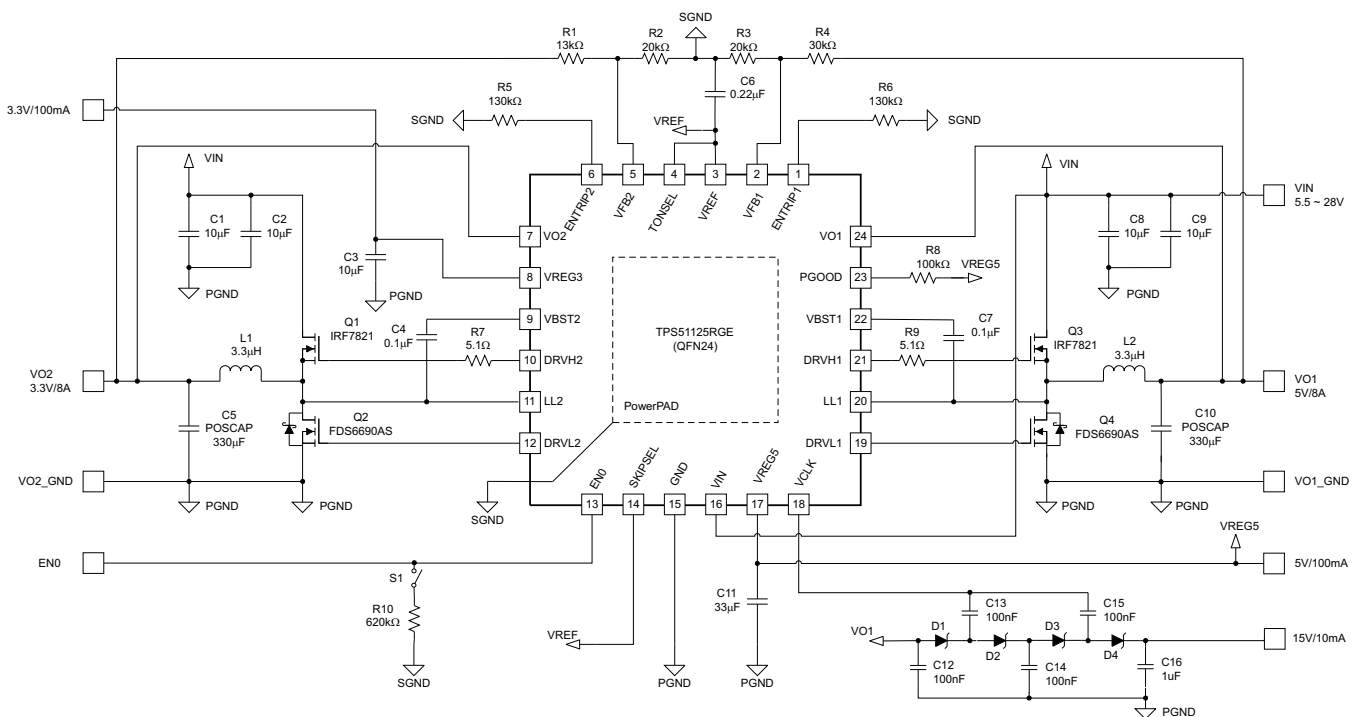 SGND
R1
13kΩ
R2
20kΩ
R3
20kΩ
R4
30kΩ
C6
0.22μF
R5
130kΩ
R6
130kΩ
3.3V/100mA
SGND
VREF
SGND
VIN
VIN
VIN
5.5 ~ 28V
6
5
4
3
2
1
ENTRIP2
VFB2
TONSEL
VREF
VFB1
ENTRIP1
C1
10μF
C2
10μF
C3
10μF
7
VO2
VO1
24
C8
10μF
C9
10μF
R8
100kΩ
VREG5
8
VREG3
PGOOD
23
PGND
PGND
PGND
Q1
IRF7821
C4
0.1μF
R7
5.1Ω
9
VBST2
VBST1
22
C7
0.1μF
R9
5.1Ω
Q3
IRF7821
TPS51125RGE
(QFN24)
L1
3.3μH
L2
3.3μH
10
DRVH2
DRVH1
21
VO2
3.3V/8A
VO1
5V/8A
11
LL2
LL1
20
PowerPAD
C5
POSCAP
330μF
Q2
FDS6690AS
Q4
FDS6690AS
C10
POSCAP
330μF
12
DRVL2
DRVL1
19
VO2_GND
VO1_GND
PGND
PGND
SGND
EN0
SKIPSEL
GND
VIN
VREG5
VCLK
13
14
15
16
17
18
PGND
PGND
VREG5
EN0
5V/100mA
S1
R10
620kΩ
C11
33μF
C13
100nF
C15
100nF
VREF
VO1
D1
D2
D3
D4
15V/10mA
C12
100nF
C14
100nF
C16
1uF
SGND
PGND
PGND
PGND